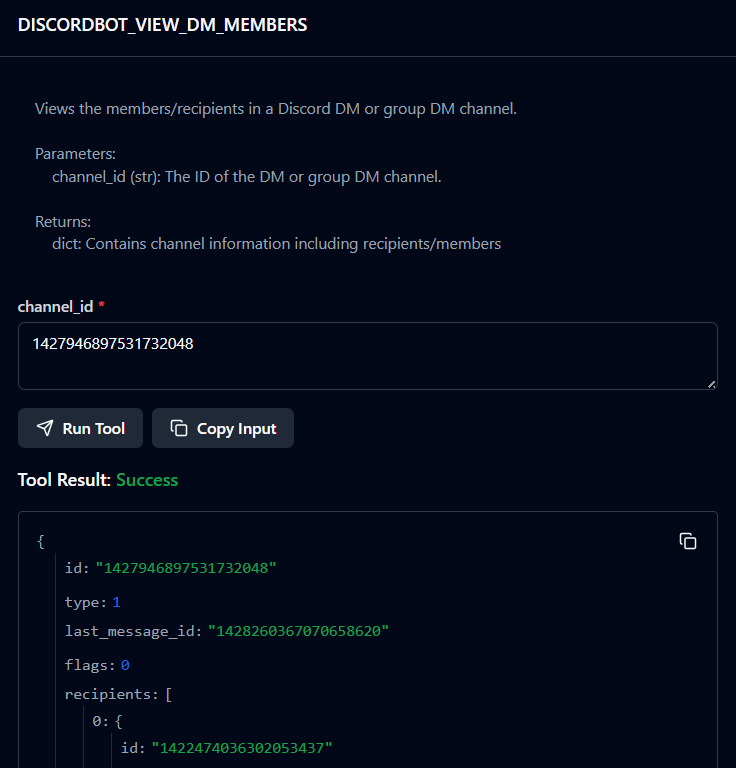 DISCORDBOT_VIEW_DM_MEMBERS
Views the members/recipients in a Discord DM or group DM channel.
Parameters:
channel_id (str): The ID of the DM or group DM channel.
Returns:
dict: Contains channel information including recipients/members
channel_id *
1427946897531732048
Run Tool Copy Input
Tool Result: Success
{
id: "1427946897531732048"
type: 1
last_message_id: "1428260367070658620"
flags: 0
recipients: [
0: {
id: "1422474036302053437"